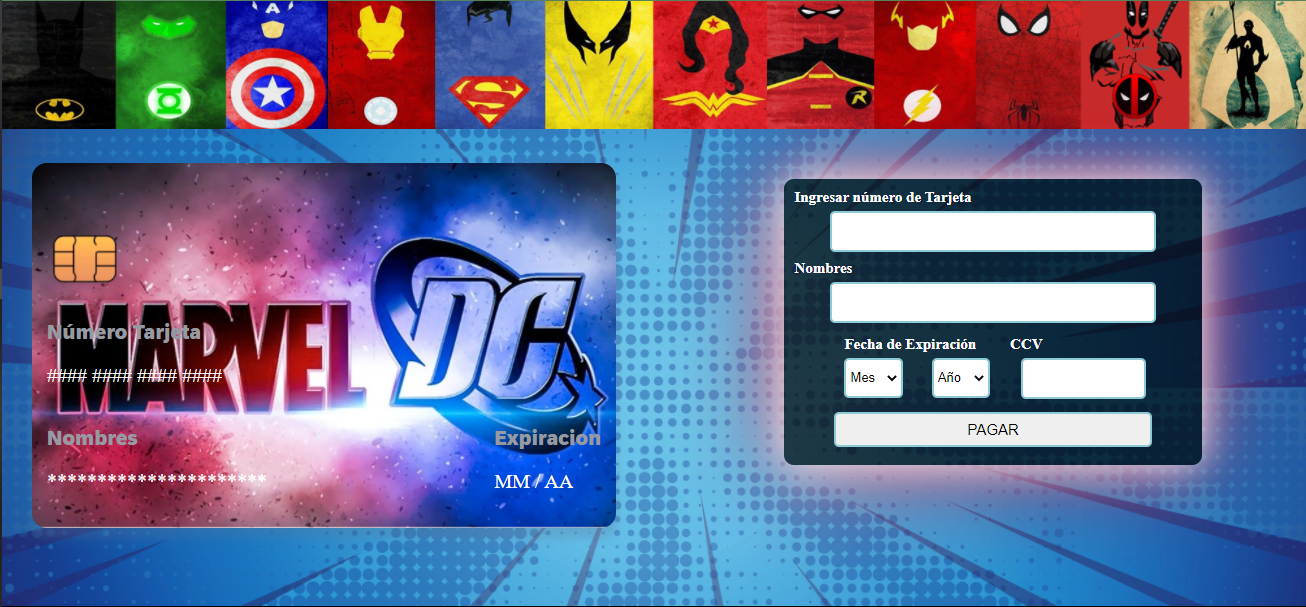 A
S
R
MARVEL
DC
Número Tarjeta
#### #### #### ####
Nombres
**********************
Expiracion
MM / AA
Ingresar número de Tarjeta
Nombres
Fecha de Expiración
CCV
Mes
Año
PAGAR